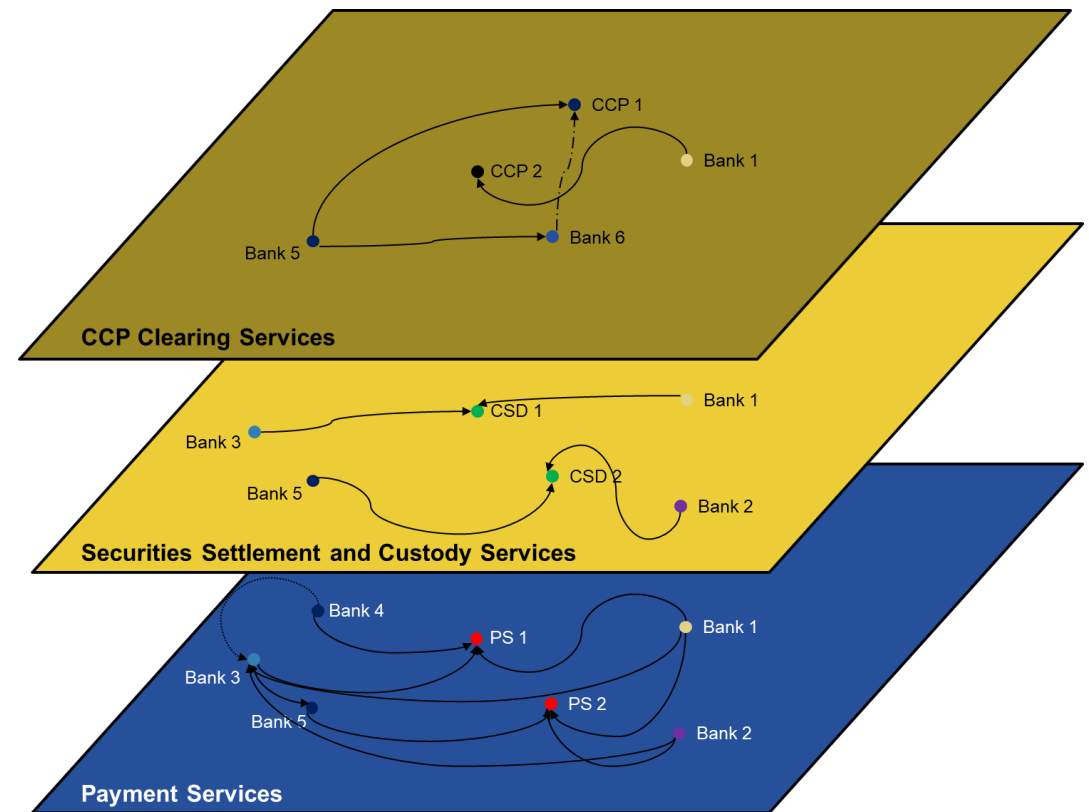 CCP 1
Bank 1
CCP 2
Bank 6
Bank 5
CCP Clearing Services
Bank 1
CSD 1
Bank 3
CSD 2
Bank 5
Bank 2
Securities Settlement and Custody Services
Bank 4
Bank 1
PS 1
Bank 3
PS 2
Bank 5
Bank 2
Payment Services